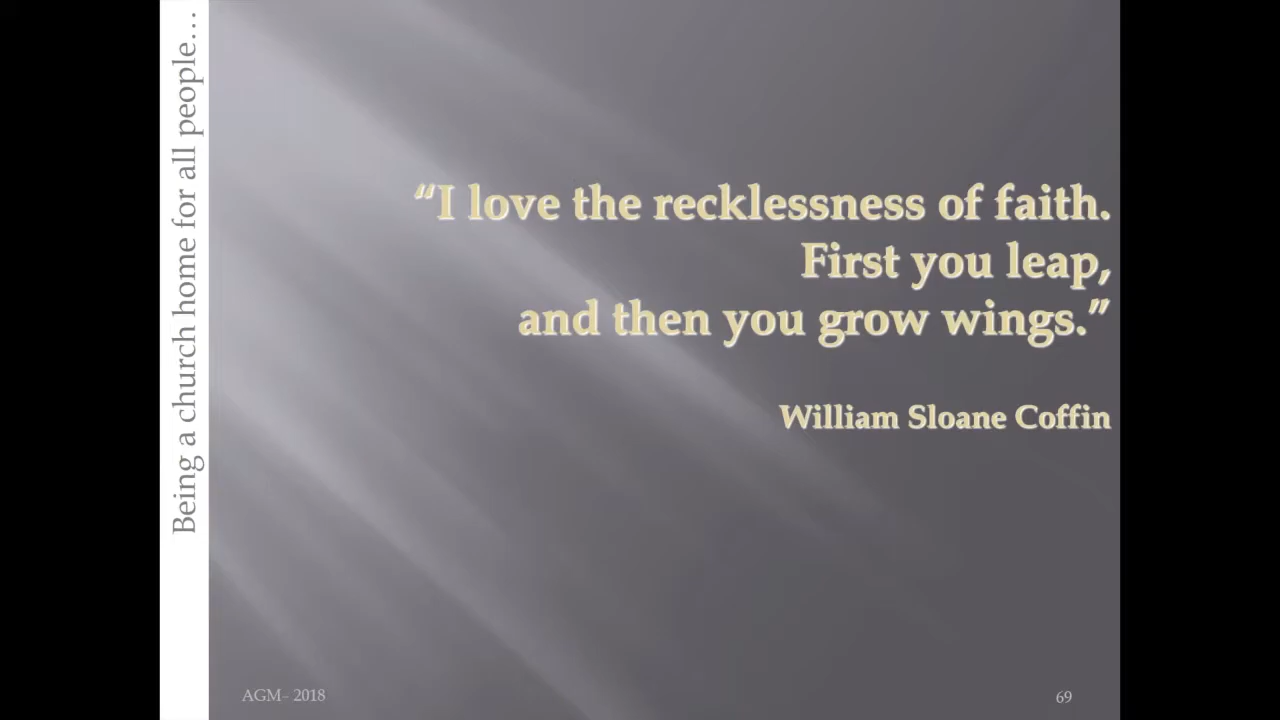 Being a church home for all people…
“I love the recklessness of faith.
First you leap,
and then you grow wings.”
William Sloane Coffin
AGM– 2018
69